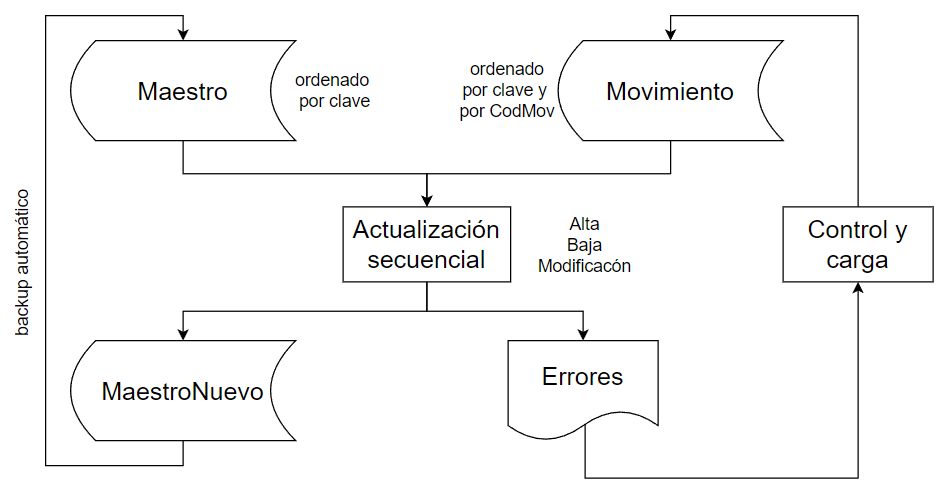 Maestro
ordenado
por clave
ordenado
por clave y
por CodMov
Movimiento
backup automático
Actualización
secuencial
Alta
Baja
Modificacón
Control y
carga
MaestroNuevo
Errores